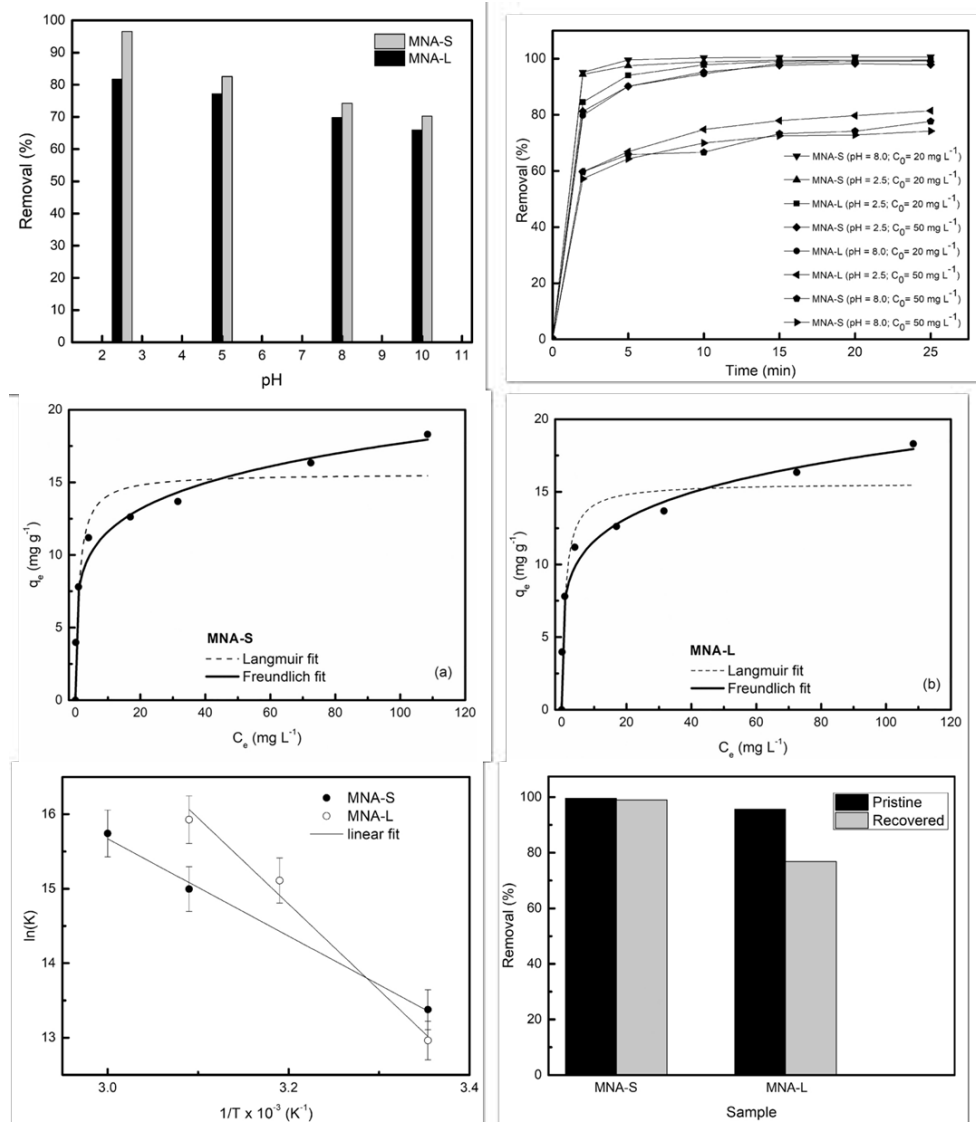 100
90
80
70
60
50
40
30
20
10
0
Removal (%)
MNA-S
MNA-L
2 3 4 5 6 7 8 9 10 11
pH
100
80
60
40
20
0
Removal (%)
MNA-S (pH = 8.0; C₀= 20 mg L⁻¹)
MNA-S (pH = 2.5; C₀= 20 mg L⁻¹)
MNA-L (pH = 2.5; C₀= 20 mg L⁻¹)
MNA-S (pH = 2.5; C₀= 50 mg L⁻¹)
MNA-L (pH = 8.0; C₀= 20 mg L⁻¹)
MNA-L (pH = 2.5; C₀= 50 mg L⁻¹)
MNA-S (pH = 8.0; C₀= 50 mg L⁻¹)
MNA-S (pH = 8.0; C₀= 50 mg L⁻¹)
0 5 10 15 20 25
Time (min)
20
15
10
5
0
qₑ (mg g⁻¹)
MNA-S
Langmuir fit
Freundlich fit
(a)
0 20 40 60 80 100 120
Cₑ (mg L⁻¹)
20
15
10
5
0
qₑ (mg g⁻¹)
MNA-L
Langmuir fit
Freundlich fit
(b)
0 20 40 60 80 100 120
Cₑ (mg L⁻¹)
16
15
14
13
ln(K)
MNA-S
MNA-L
linear fit
3.0 3.2 3.4
1/T x 10⁻³ (K⁻¹)
100
80
60
40
20
0
Removal (%)
Pristine
Recovered
MNA-S MNA-L
Sample